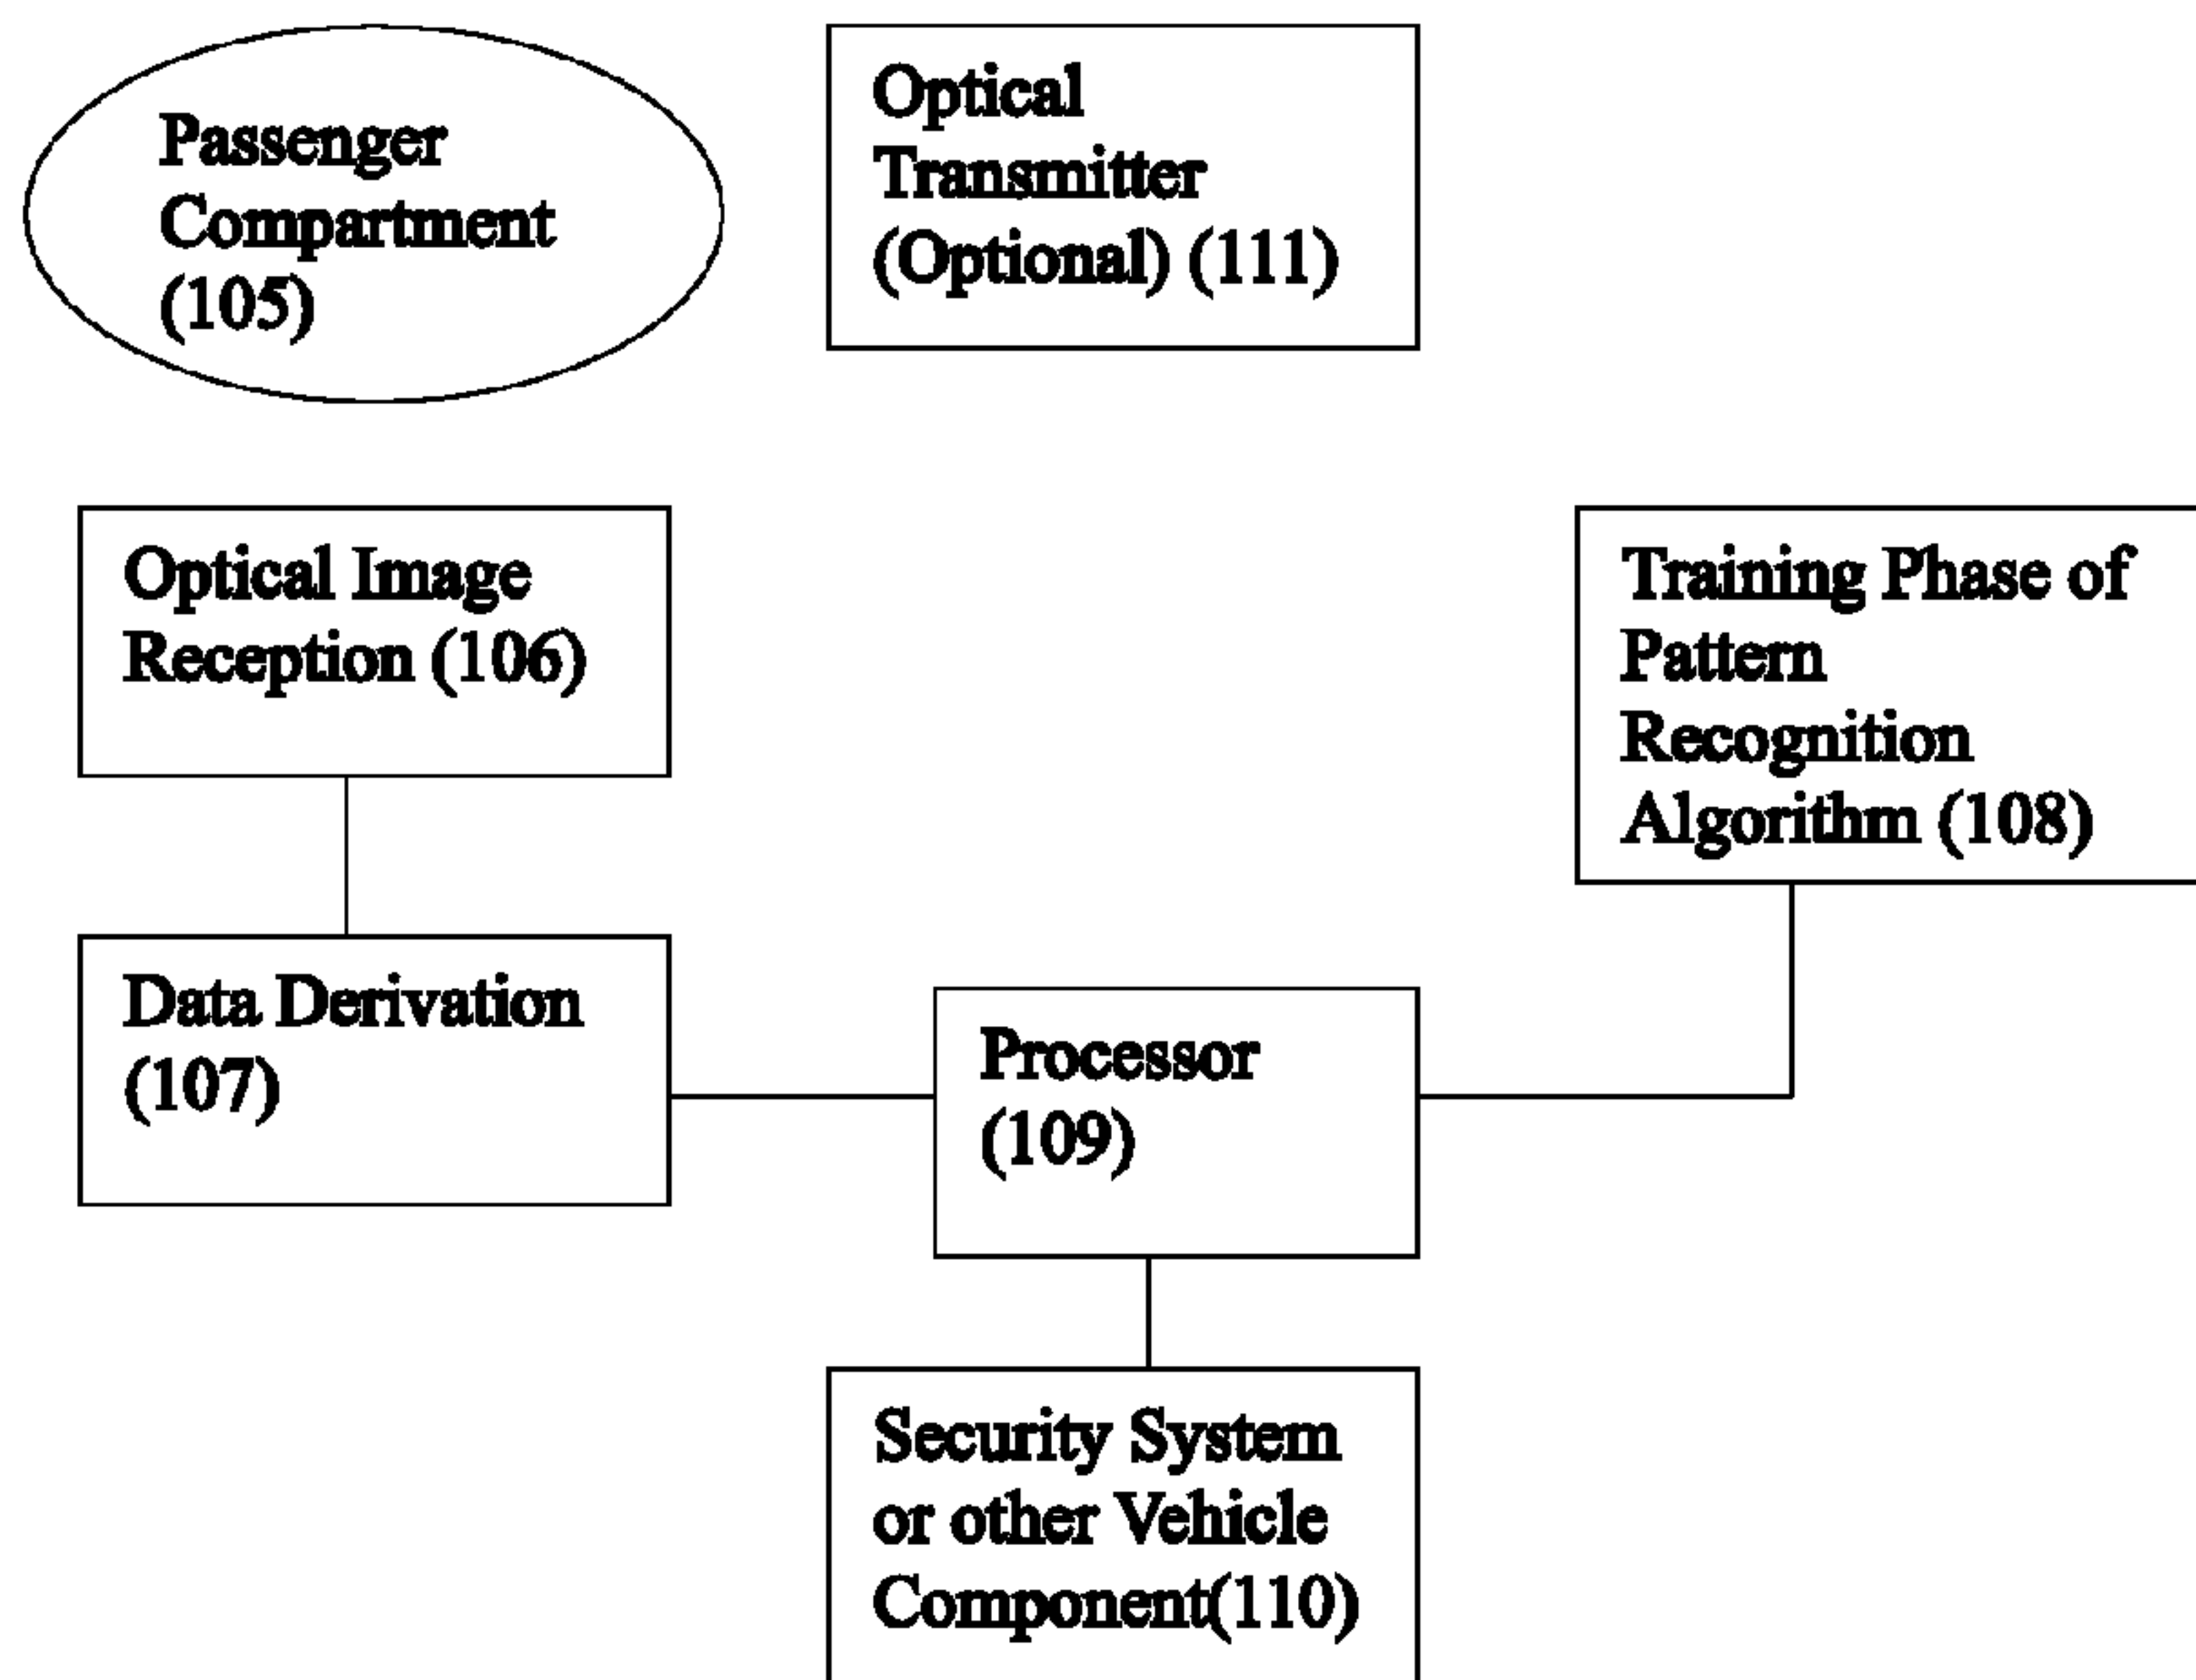 Passenger
Compartment
(105)
Optical
Transmitter
(Optional) (111)
Optical Image
Reception (106)
Training Phase of
Pattern
Recognition
Algorithm (108)
Data Derivation
(107)
Processor
(109)
Security System
or other Vehicle
Component(110)